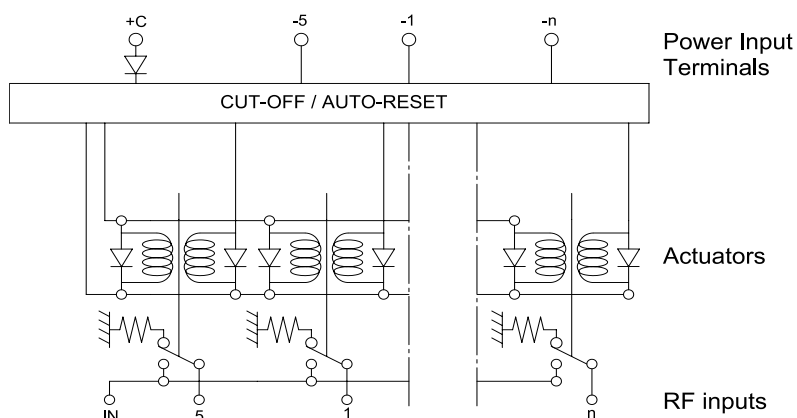 +C -5 -1 -n
Power Input
Terminals
CUT-OFF / AUTO-RESET
Actuators
IN 5 1 n
RF inputs